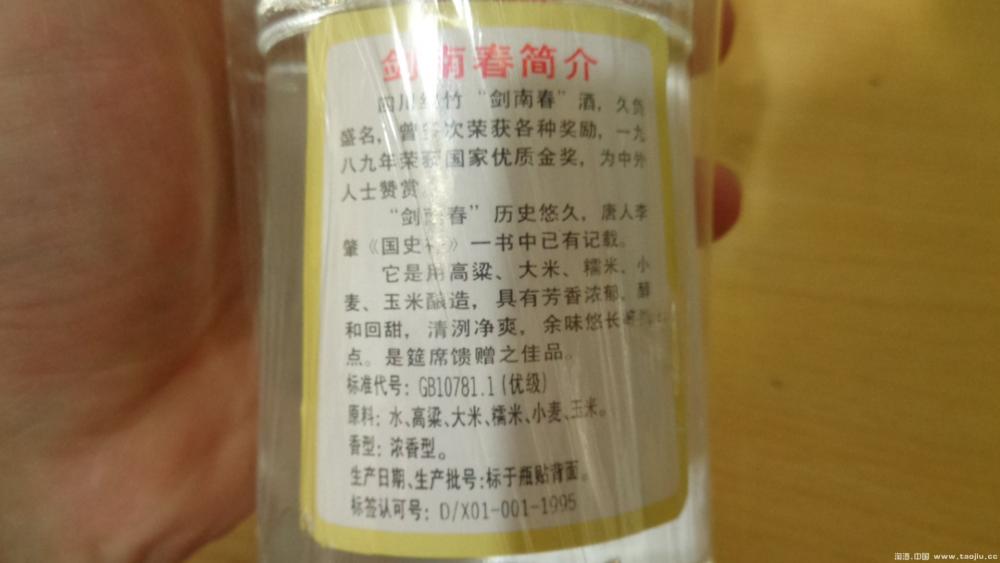 剑南春简介
四川绵竹“剑南春”酒，久负
盛名，曾多次荣获各种奖励，一九
八九年荣获国家优质金奖，为中外
人士赞赏。
“剑南春”历史悠久，唐人李
肇《国史补》一书中已有记载。
它是用高粱、大米、糯米、小
麦、玉米酿造，具有芳香浓郁，醇
和回甜，清洌净爽，余味悠长
点。是筵席馈赠之佳品。
标准代号：GB10781.1(优级)
原料：水、高粱、大米、糯米、小麦、玉米。
香型：浓香型。
生产日期、生产批号：标于瓶贴背面。
标签认可号：D/X01-001-1995
淘酒.中国 www.taojiu.cc